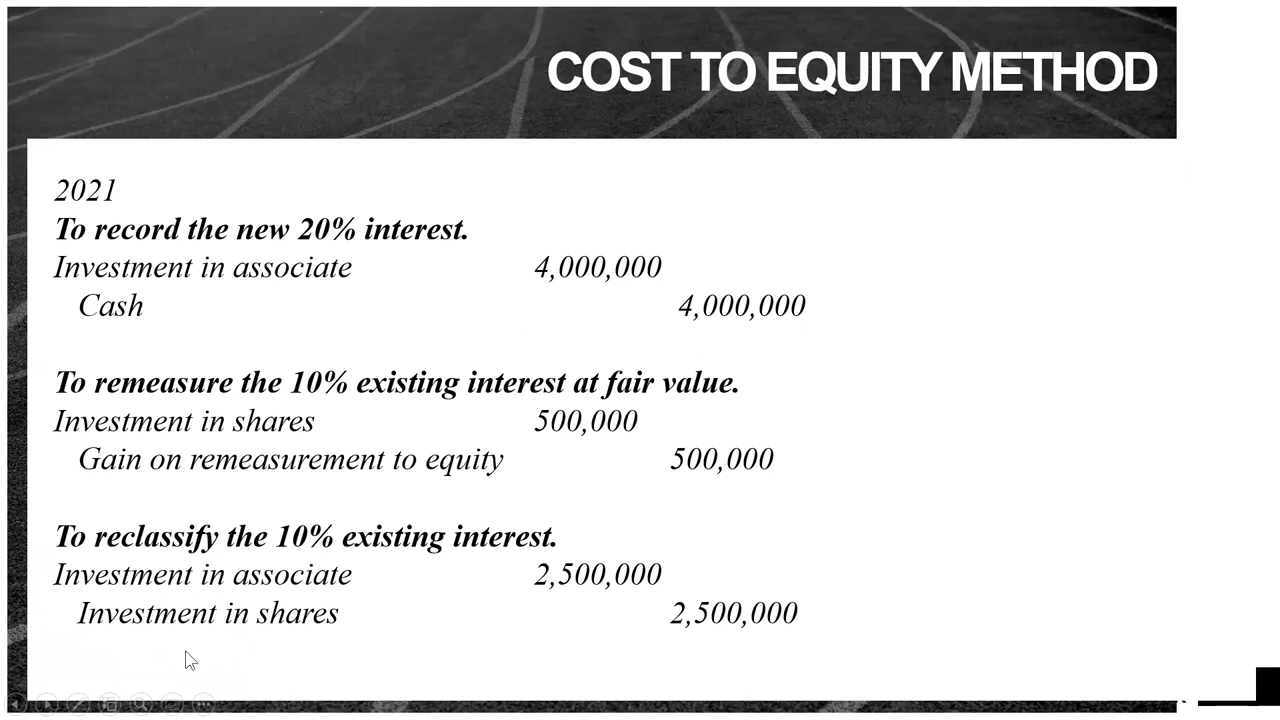 COST TO EQUITY METHOD
2021
To record the new 20% interest.
Investment in associate 4,000,000
Cash 4,000,000
To remeasure the 10% existing interest at fair value.
Investment in shares 500,000
Gain on remeasurement to equity 500,000
To reclassify the 10% existing interest.
Investment in associate 2,500,000
Investment in shares 2,500,000